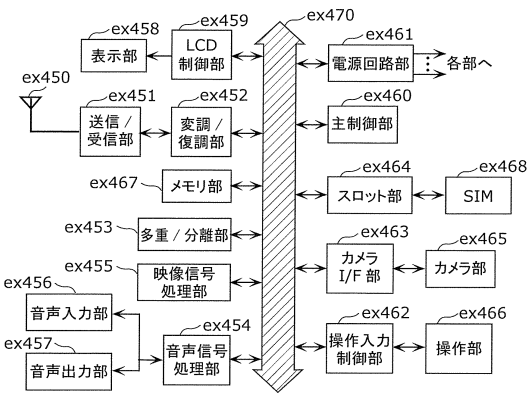 ex470
ex459
ex458
LCD
制御部
表示部
ex461
電源回路部
各部へ
ex450
ex451
送信/
受信部
ex452
変調/
復調部
ex460
主制御部
ex467
メモリ部
ex464
スロット部
ex468
SIM
ex453
多重/分離部
ex455
映像信号
処理部
ex463
カメラ
I/F部
ex465
カメラ部
ex456
音声入力部
ex457
音声出力部
ex454
音声信号
処理部
ex462
操作入力
制御部
ex466
操作部